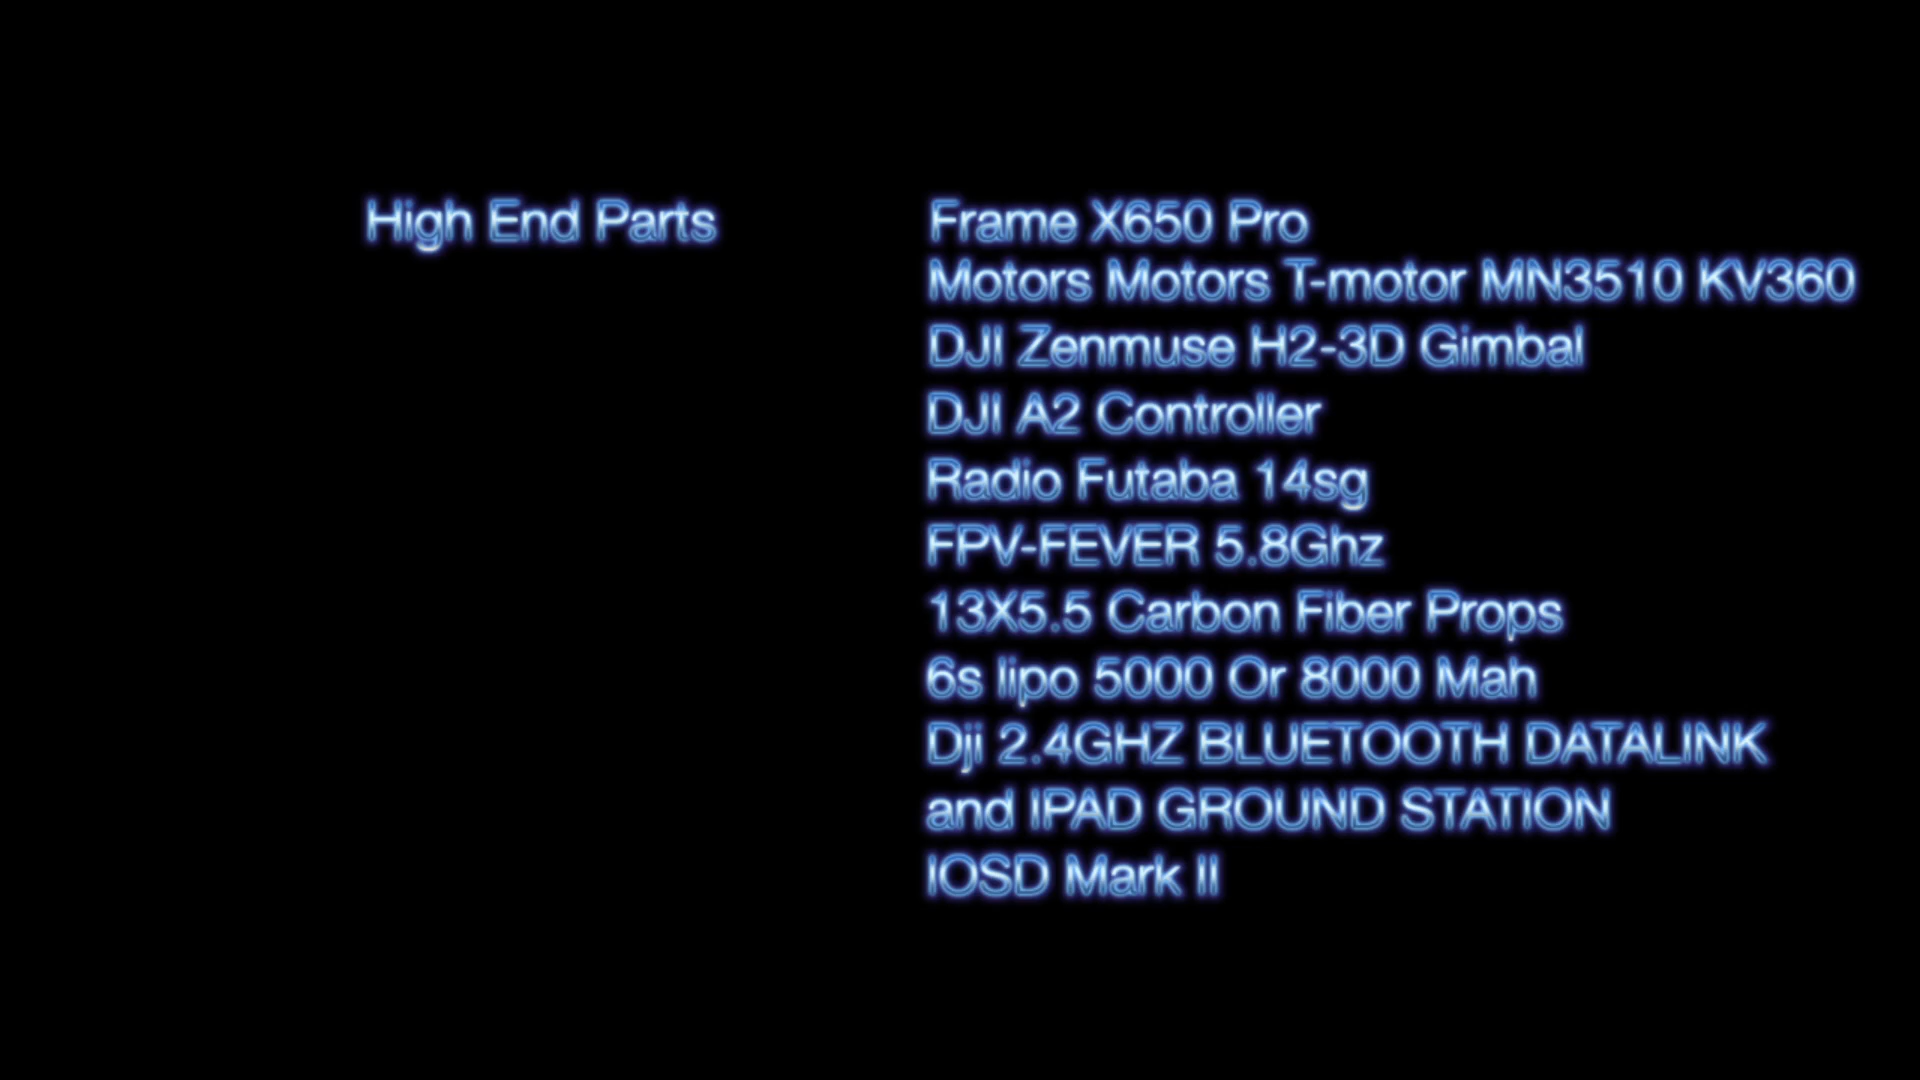 High End Parts
Frame X650 Pro
Motors Motors T-motor MN3510 KV360
DJI Zenmuse H2-3D Gimbal
DJI A2 Controller
Radio Futaba 14sg
FPV-FEVER 5.8Ghz
13X5.5 Carbon Fiber Props
6s lipo 5000 Or 8000 Mah
Dji 2.4GHZ BLUETOOTH DATALINK
and IPAD GROUND STATION
IOSD Mark II